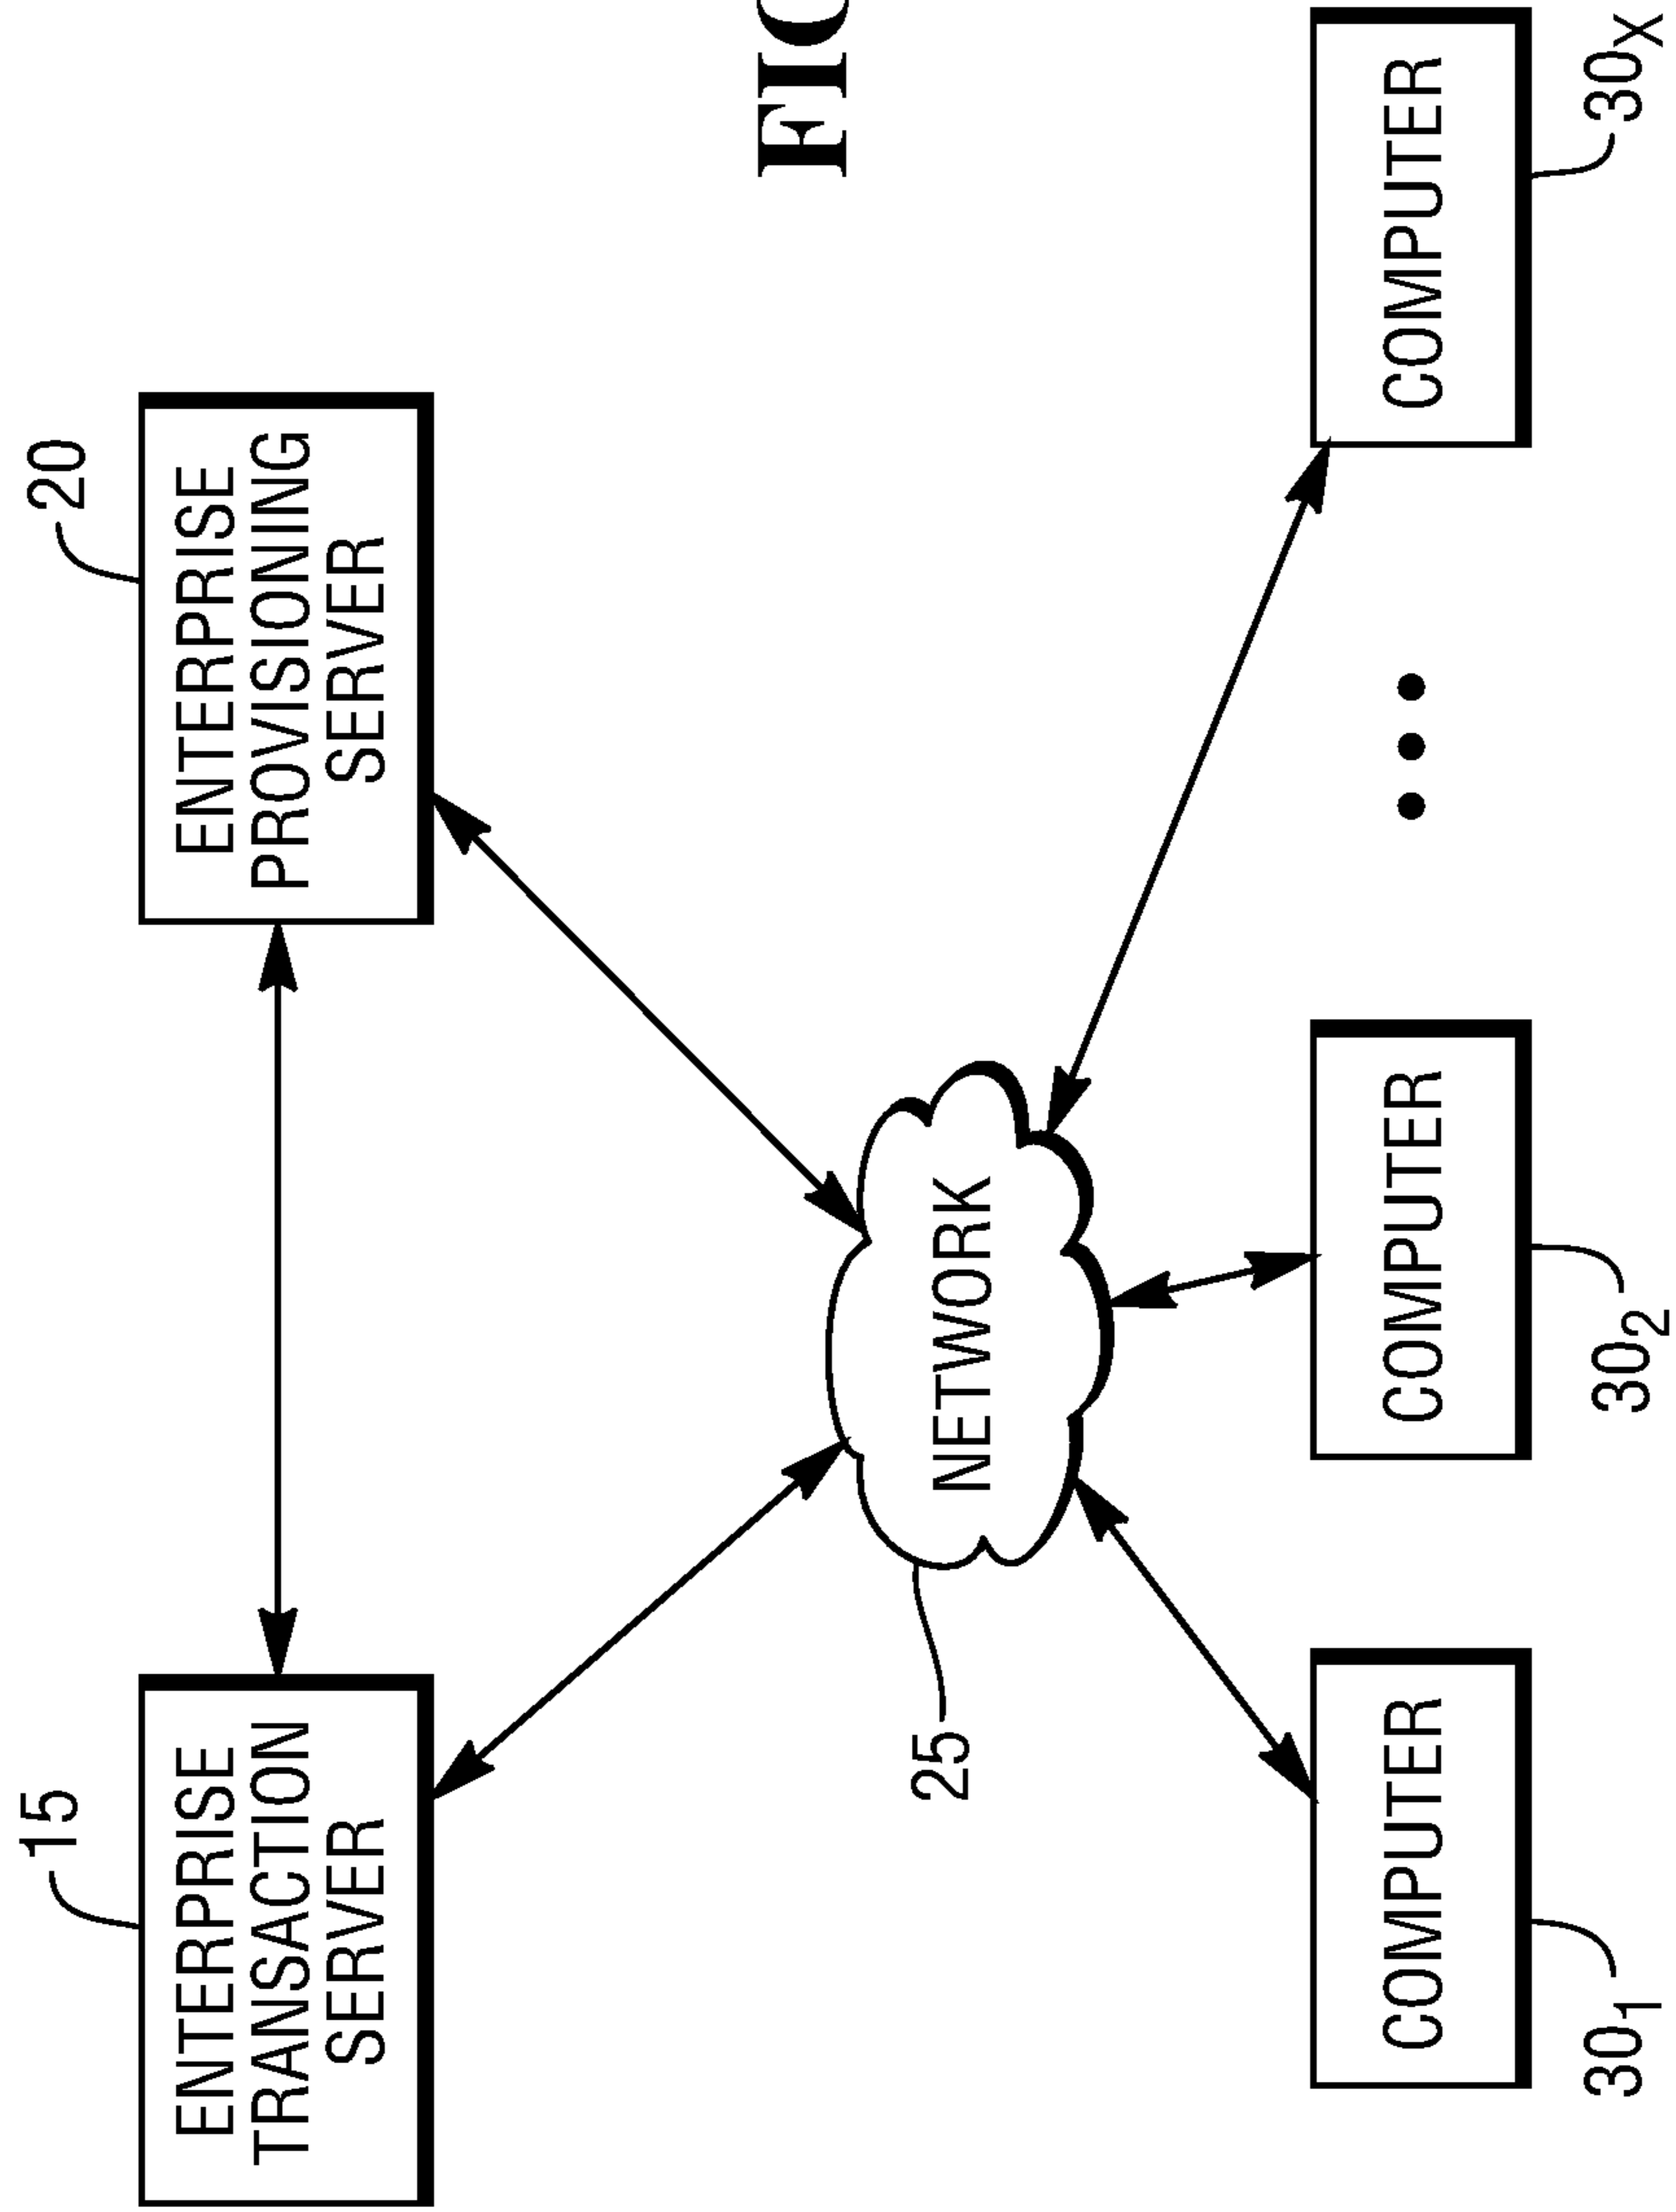 15
ENTERPRISE
TRANSACTION
SERVER
20
ENTERPRISE
PROVISIONING
SERVER
25
NETWORK
FIG
COMPUTER
30₁
COMPUTER
30₂
COMPUTER
30X